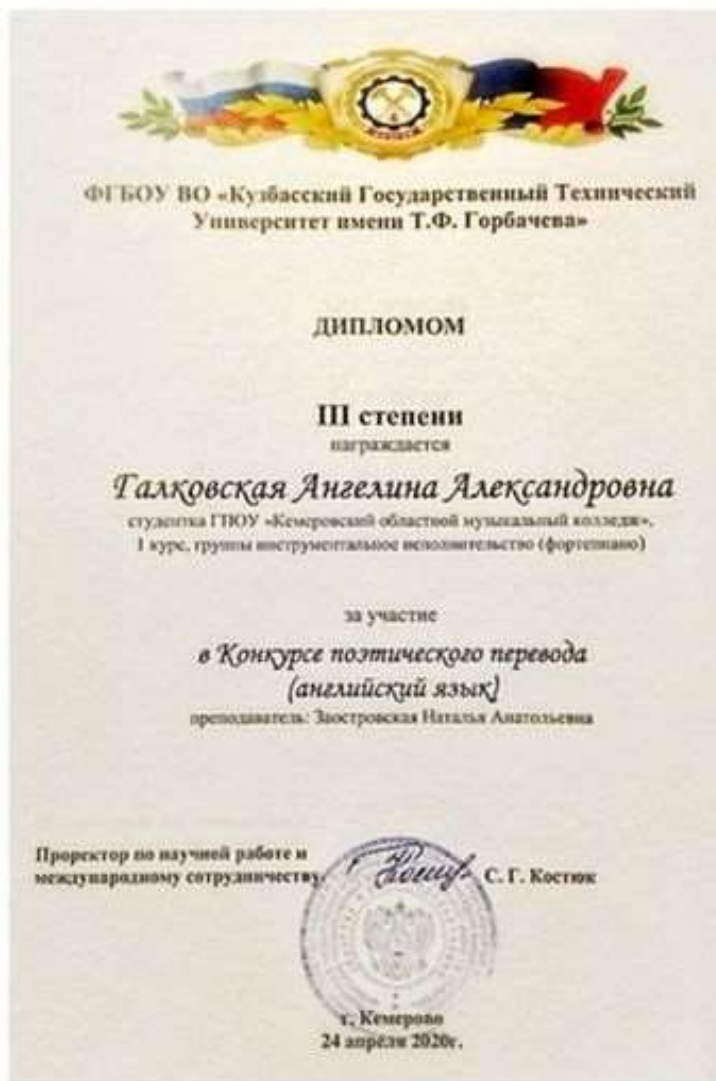 ФГБОУ ВО «Кузбасский Государственный Технический
Университет имени Т.Ф. Горбачева»
ДИПЛОМОМ
III степени
награждается
Галковская Ангелина Александровна
студентка ГПОУ «Кемеровский областной музыкальный колледж»,
I курс, группы инструментальное исполнительство (фортепиано)
за участие
в Конкурсе поэтического перевода
(английский язык)
преподаватель: Заостровская Наталья Анатольевна
Проректор по научной работе и
международному сотрудничеству
С. Г. Костюк
г. Кемерово
24 апреля 2020г.